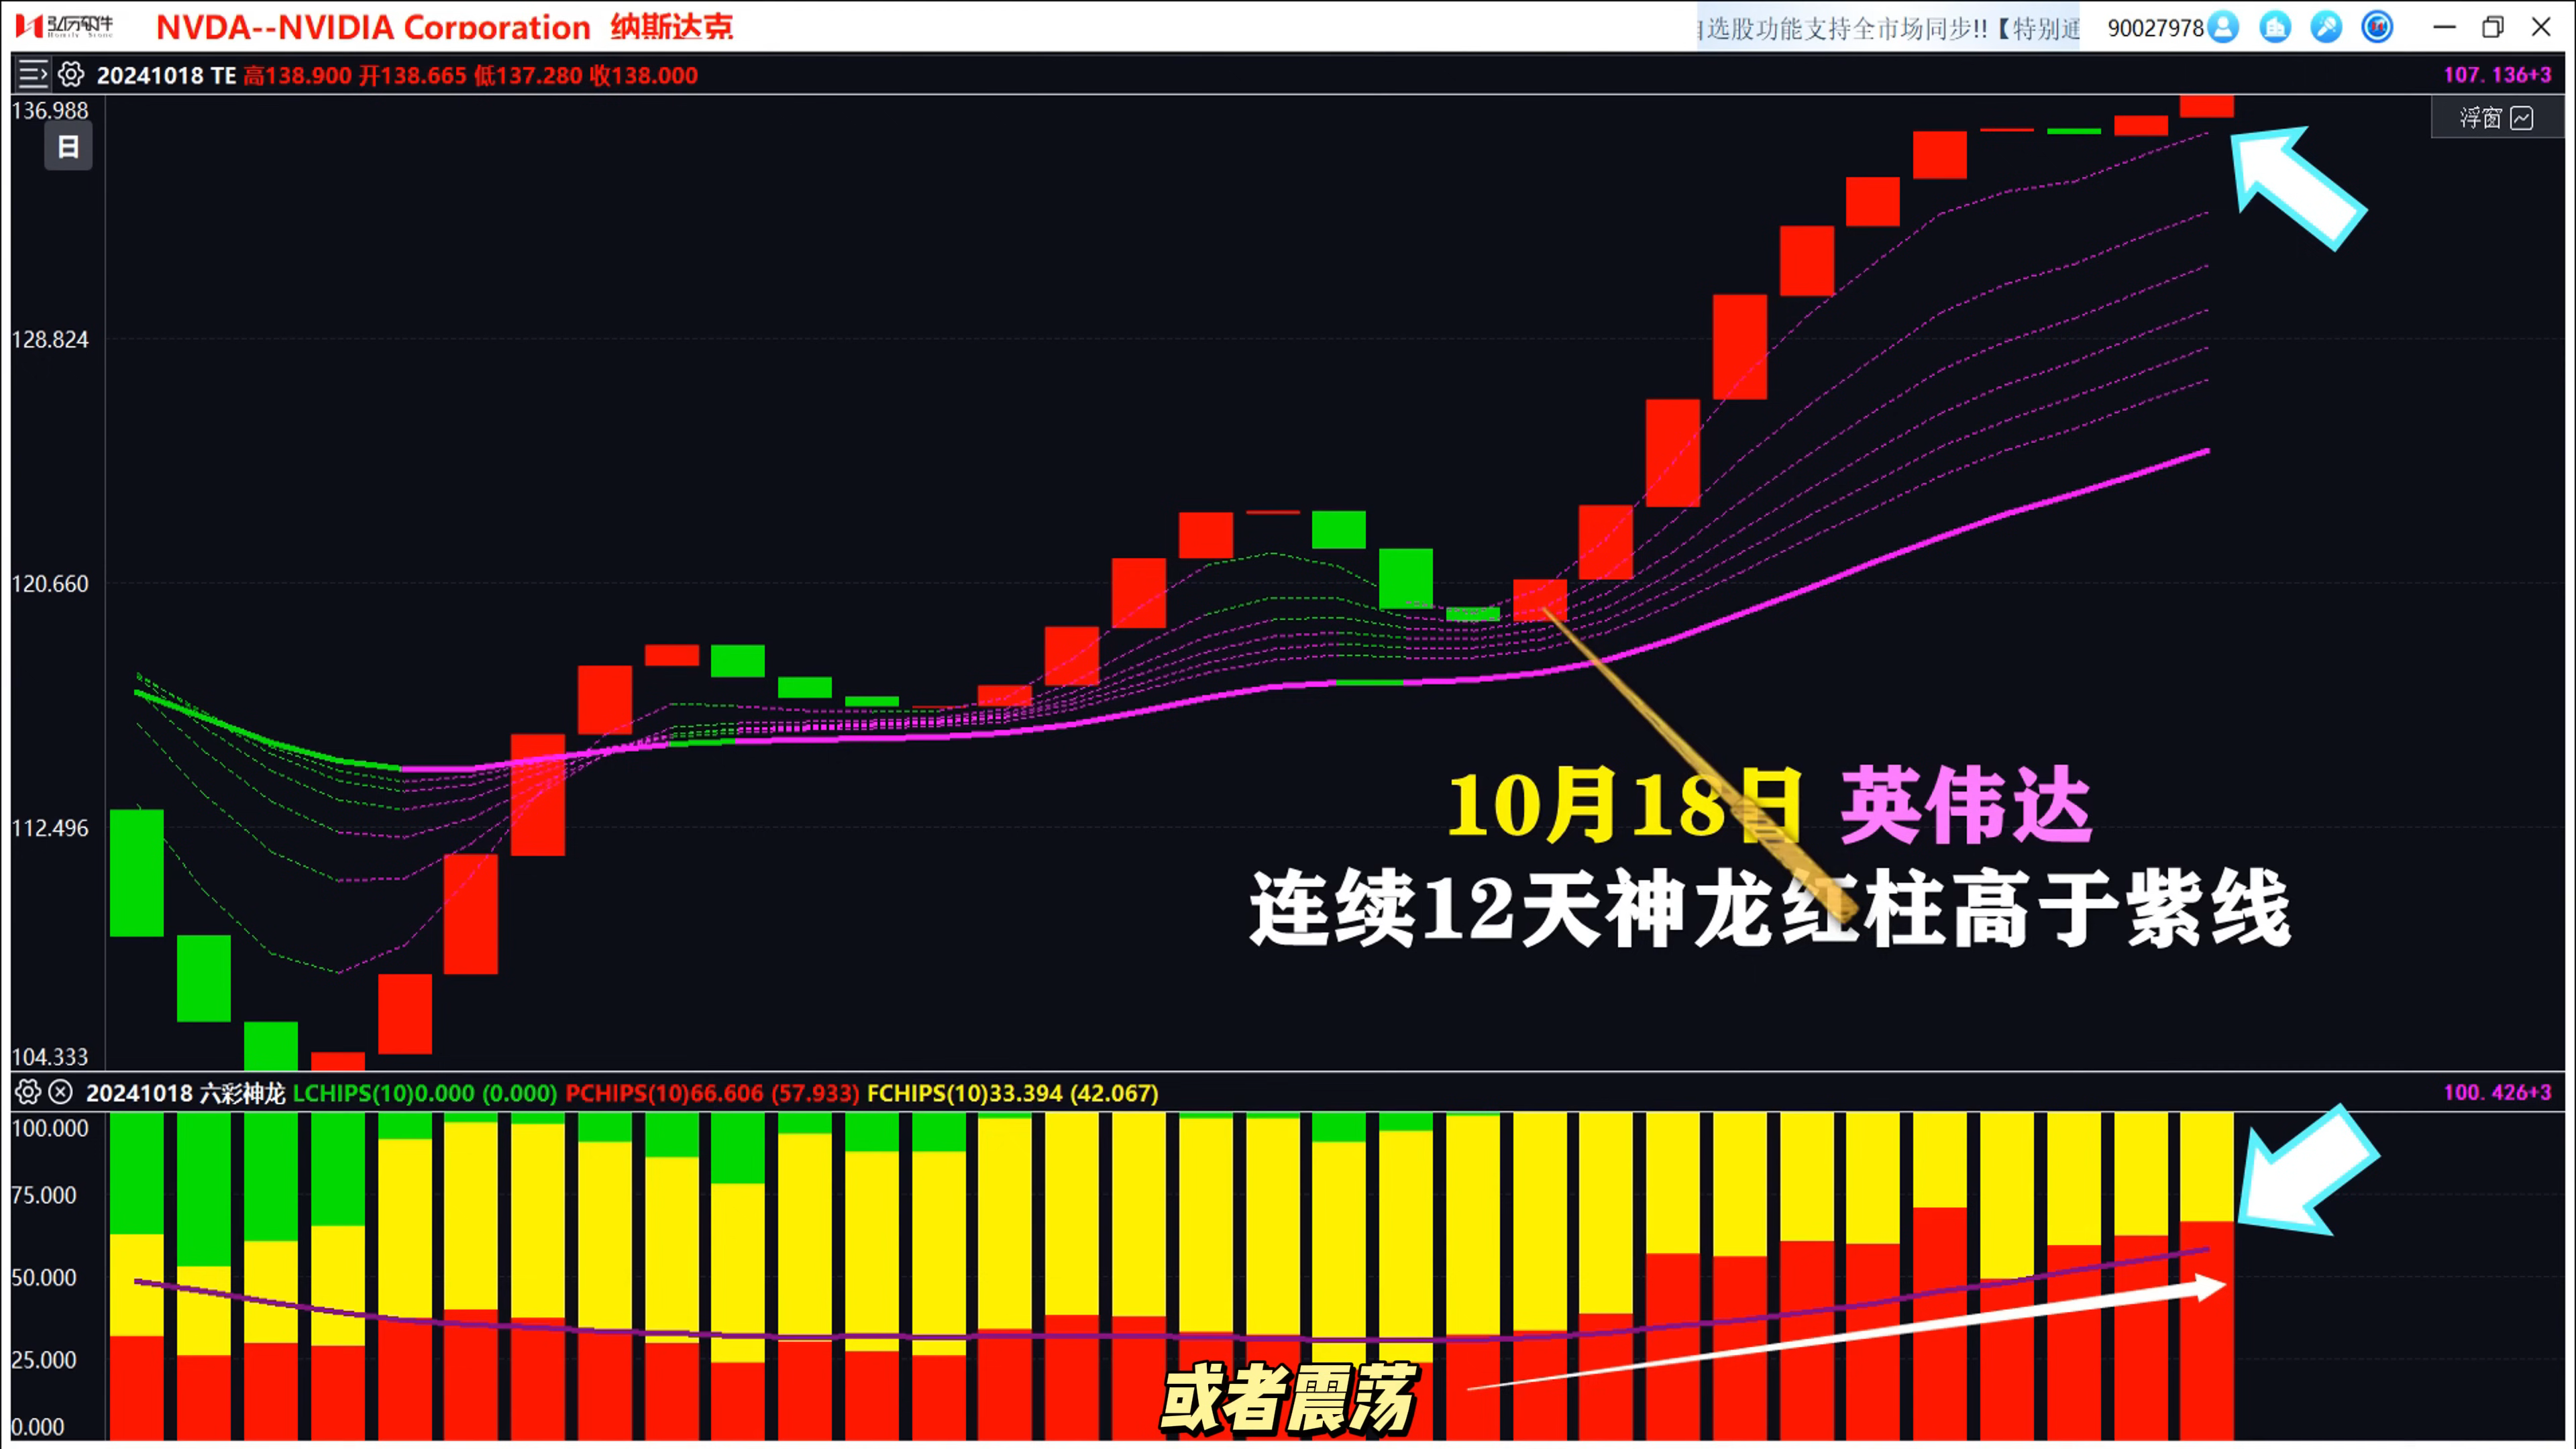 弘历软件
NVDA--NVIDIA Corporation 纳斯达克
自选股功能支持全市场同步!!【特别通
90027978
20241018 TE 高138.900 开138.665 低137.280 收138.000
107. 136+3
浮窗
136.988
日
128.824
120.660
112.496
104.333
10月18日 英伟达
连续12天神龙红柱高于紫线
20241018 六彩神龙 LCHIPS(10)0.000 (0.000) PCHIPS(10)66.606 (57.933) FCHIPS(10)33.394 (42.067)
100. 426+3
100.000
75.000
50.000
25.000
0.000
或者震荡